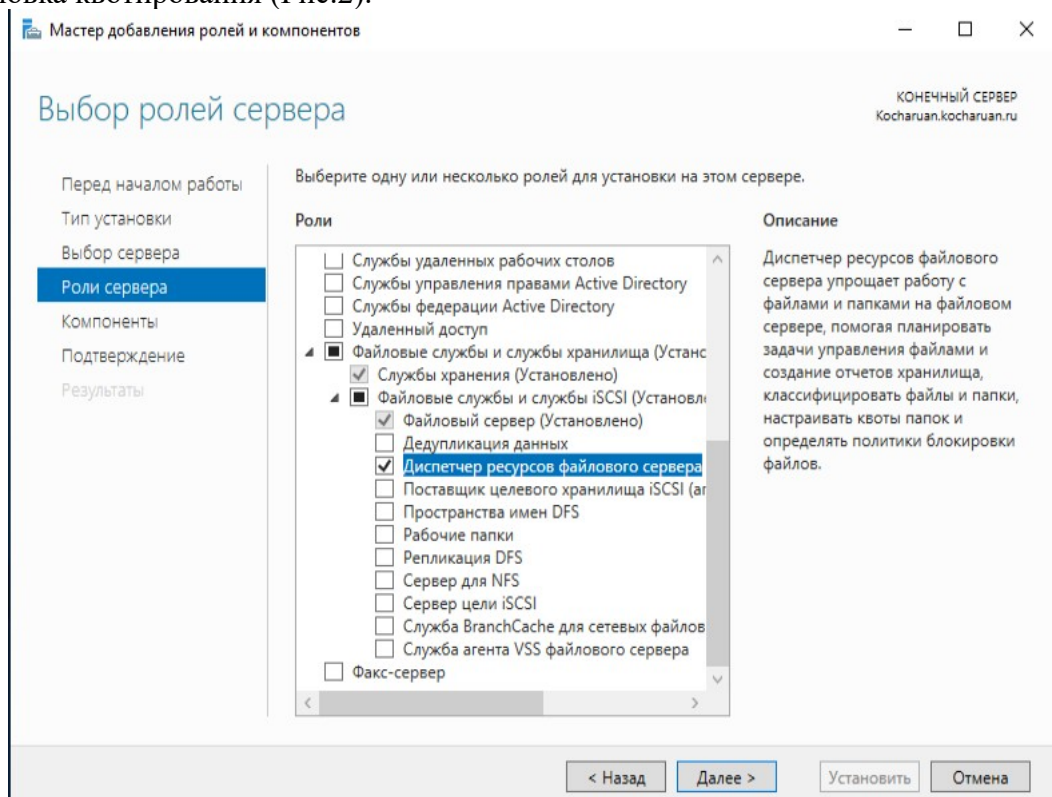 новка квотирования (Рис.2).
Мастер добавления ролей и компонентов
Выбор ролей сервера
КОНЕЧНЫЙ СЕРВЕР
Kocharuan.kocharuan.ru
Перед началом работы
Тип установки
Выбор сервера
Роли сервера
Компоненты
Подтверждение
Результаты
Выберите одну или несколько ролей для установки на этом сервере.
Роли
Службы удаленных рабочих столов
Службы управления правами Active Directory
Службы федерации Active Directory
Удаленный доступ
Файловые службы и службы хранилища (Устано
Службы хранения (Установлено)
Файловые службы и службы iSCSI (Установл
Файловый сервер (Установлено)
Дедупликация данных
Диспетчер ресурсов файлового сервера
Поставщик целевого хранилища iSCSI (ап
Пространства имен DFS
Рабочие папки
Репликация DFS
Сервер для NFS
Сервер цели iSCSI
Служба BranchCache для сетевых файлов
Служба агента VSS файлового сервера
Факс-сервер
Описание
Диспетчер ресурсов файлового
сервера упрощает работу с
файлами и папками на файловом
сервере, помогая планировать
задачи управления файлами и
создание отчетов хранилища,
классифицировать файлы и папки,
настраивать квоты папок и
определять политики блокировки
файлов.
< Назад
Далее >
Установить
Отмена